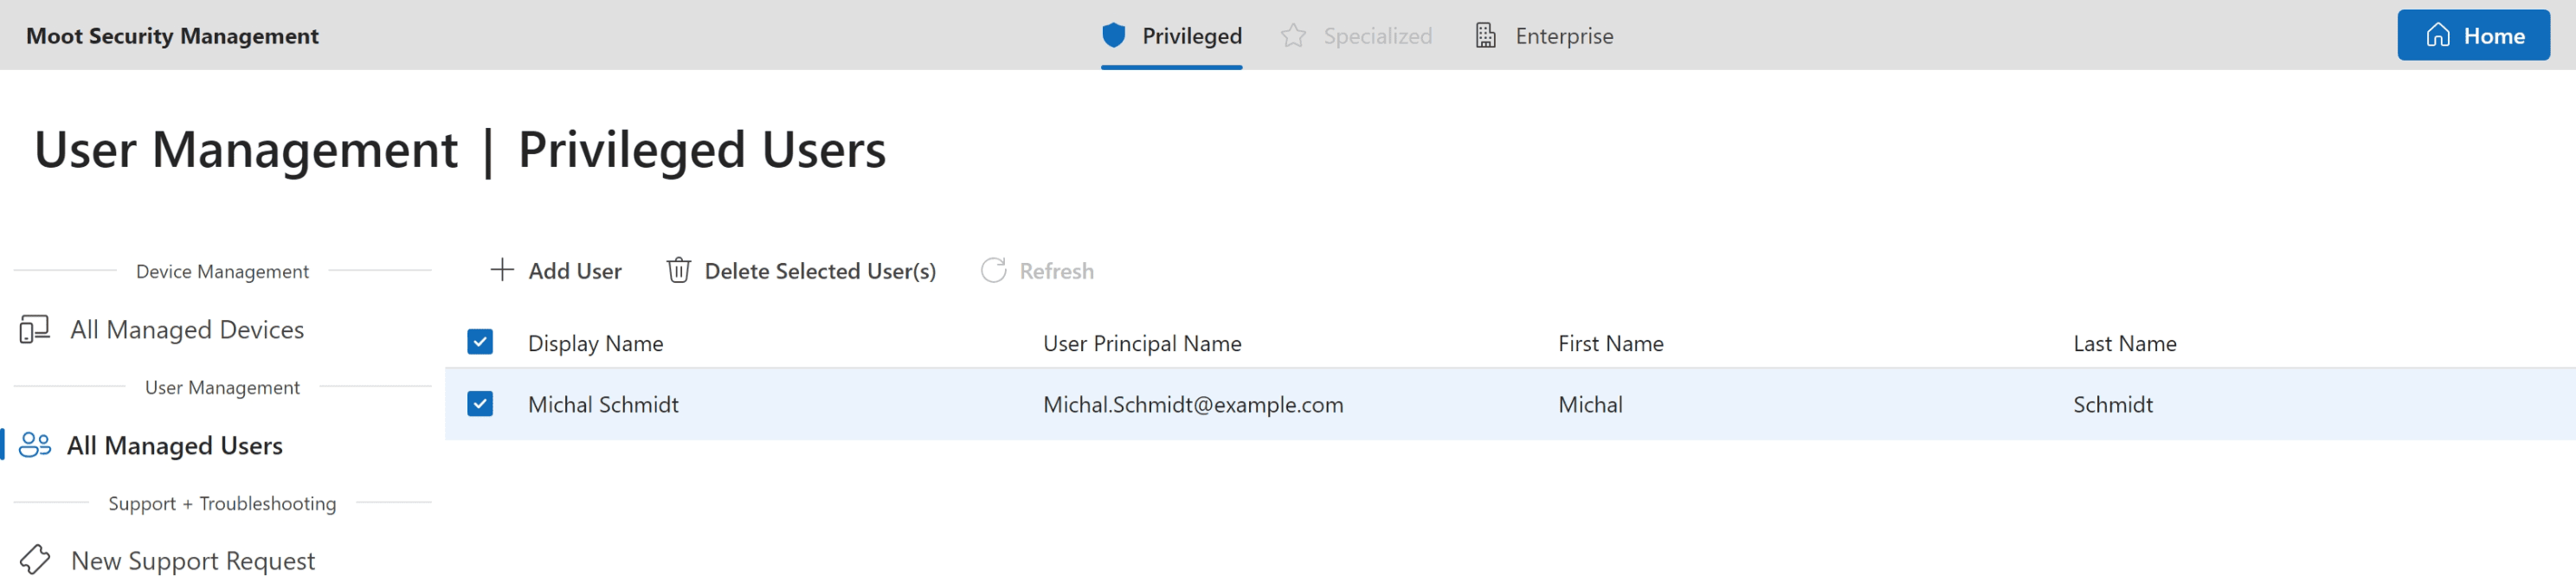 Moot Security Management
Privileged
Specialized
Enterprise
Home
User Management | Privileged Users
Device Management
All Managed Devices
User Management
All Managed Users
Support + Troubleshooting
New Support Request
Add User
Delete Selected User(s)
Refresh
Display Name User Principal Name First Name Last Name
Michal Schmidt Michal.Schmidt@example.com Michal Schmidt